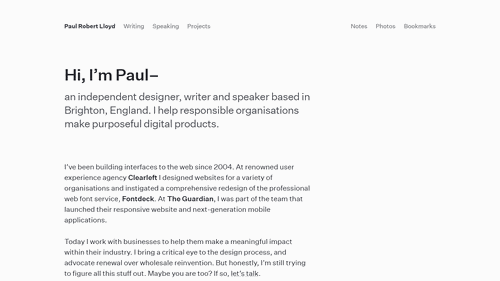 Paul Robert Lloyd Writing Speaking Projects Notes Photos Bookmarks
Hi, I’m Paul–
an independent designer, writer and speaker based in
Brighton, England. I help responsible organisations
make purposeful digital products.
I’ve been building interfaces to the web since 2004. At renowned user
experience agency Clearleft I designed websites for a variety of
organisations and instigated a comprehensive redesign of the professional
web font service, Fontdeck. At The Guardian, I was part of the team that
launched their responsive website and next-generation mobile
applications.
Today I work with businesses to help them make a meaningful impact
within their industry. I bring a critical eye to the design process, and
advocate renewal over wholesale reinvention. But honestly, I’m still trying
to figure all this stuff out. Maybe you are too? If so, let’s talk.